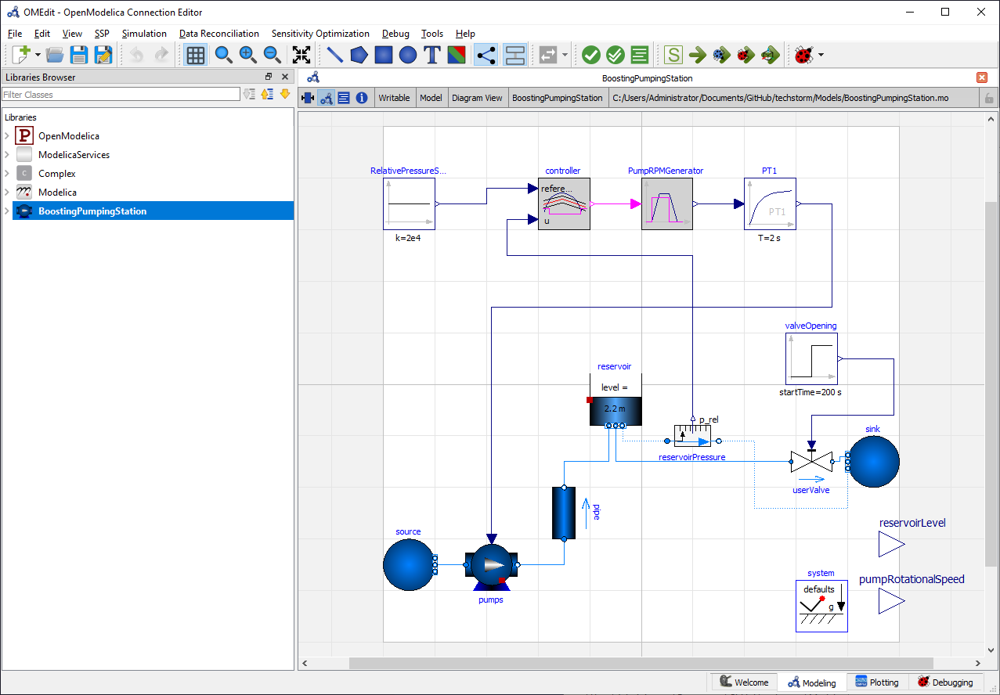 OMEdit - OpenModelica Connection Editor
File Edit View SSP Simulation Data Reconciliation Sensitivity Optimization Debug Tools Help
T S
Libraries Browser
Filter Classes
Libraries
P OpenModelica
ModelicaServices
C Complex
Modelica
BoostingPumpingStation
BoostingPumpingStation
Writable Model Diagram View BoostingPumpingStation C:/Users/Administrator/Documents/GitHub/techstorm/Models/BoostingPumpingStation.mo
RelativePressureS... controller PumpRPMGenerator PT1
refere...
u
PT1
k=2e4 T=2 s
valveOpening
startTime=200 s
reservoir
level =
2.2 m
p_rel
reservoirPressure
sink
userValve
pipe
source
pumps
reservoirLevel
system
defaults
g
pumpRotationalSpeed
Welcome Modeling Plotting Debugging